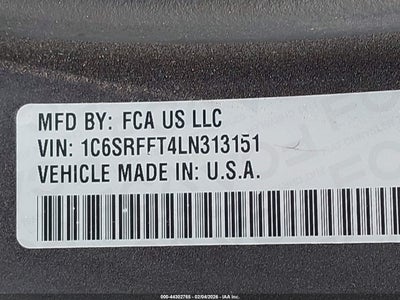 MFD BY: FCA US LLC
VIN: 1C6SRFFT4LN313151
VEHICLE MADE IN: U.S.A.
000-44302765 - 02/04/2026 - IAA Inc.